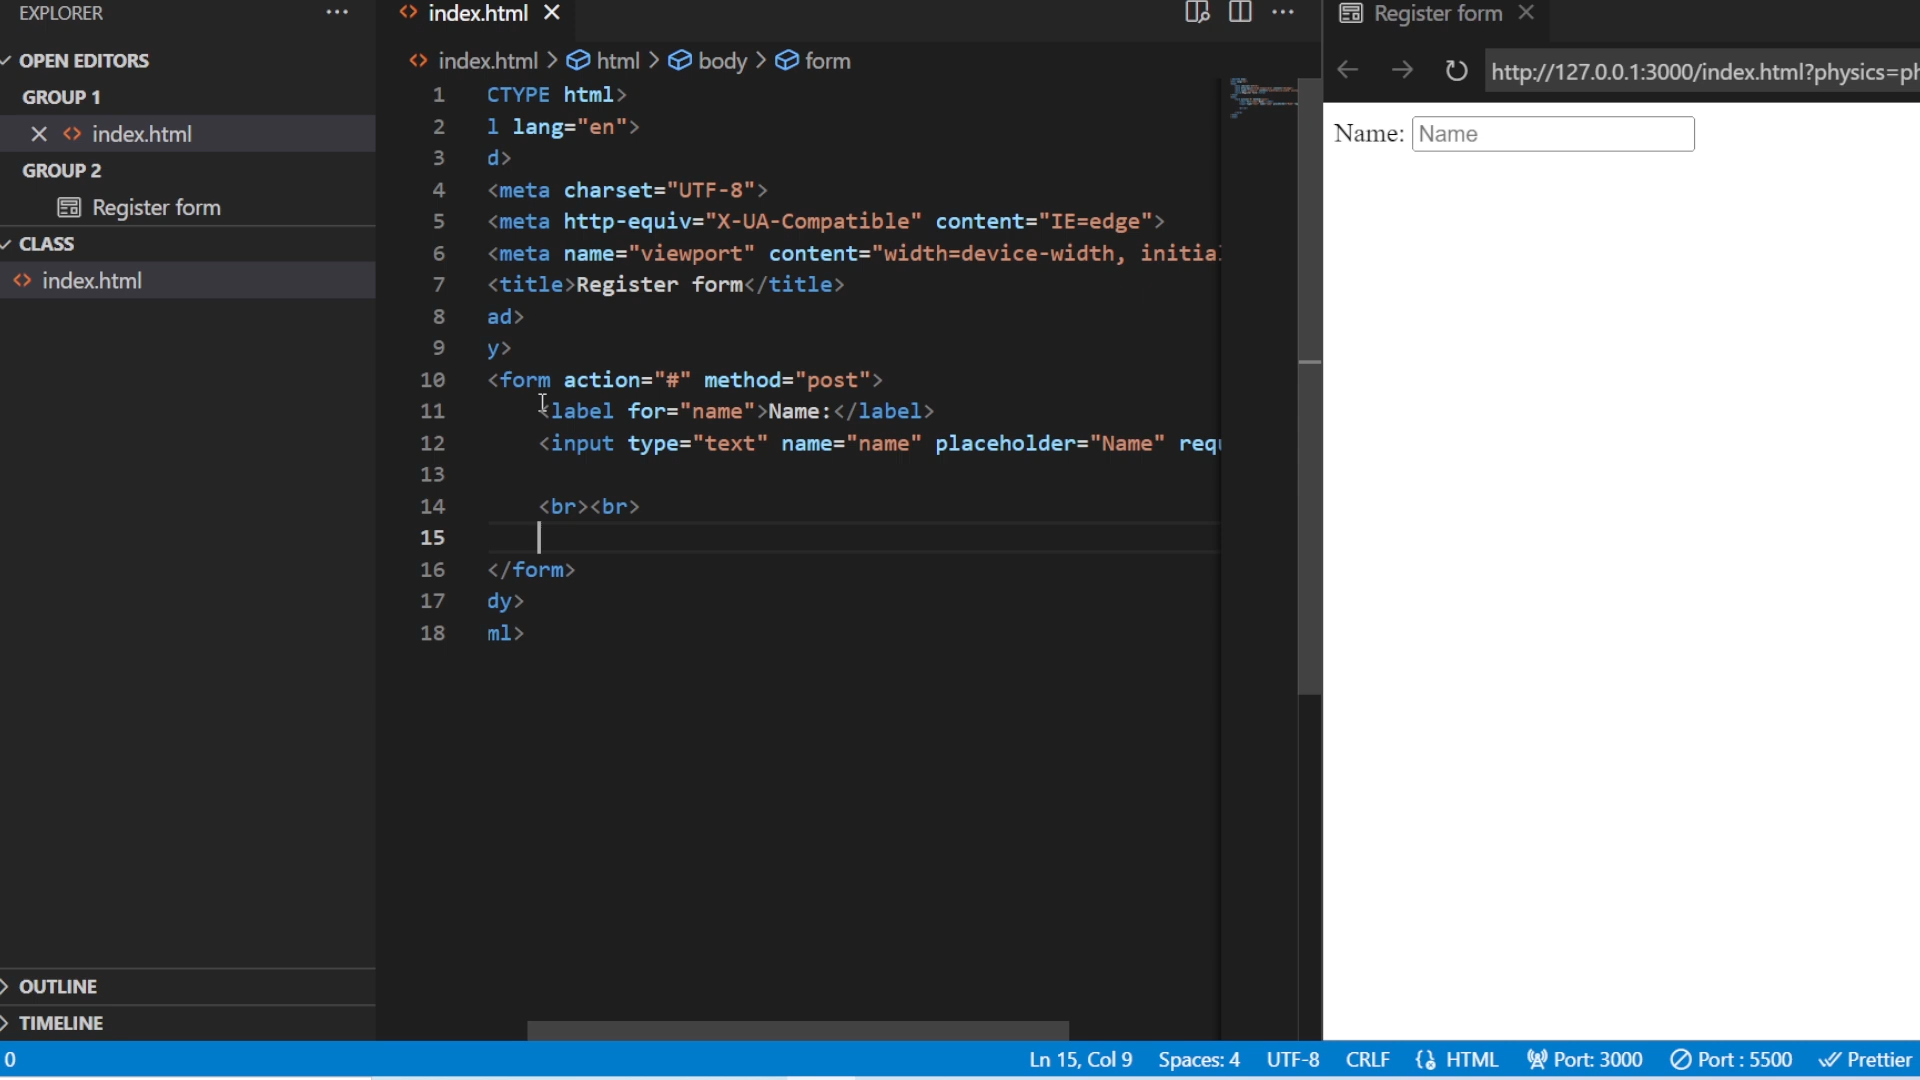 EXPLORER
OPEN EDITORS
GROUP 1
index.html
GROUP 2
Register form
CLASS
index.html
OUTLINE
TIMELINE
index.html
index.html > html > body > form
1 CTYPE html>
2 l lang="en">
3 d>
4 <meta charset="UTF-8">
5 <meta http-equiv="X-UA-Compatible" content="IE=edge">
6 <meta name="viewport" content="width=device-width, initial
7 <title>Register form</title>
8 ad>
9 y>
10 <form action="#" method="post">
11 <label for="name">Name:</label>
12 <input type="text" name="name" placeholder="Name" requ
13
14 <br><br>
15
16 </form>
17 dy>
18 ml>
Register form
http://127.0.0.1:3000/index.html?physics=ph
Name: Name
0 Ln 15, Col 9 Spaces: 4 UTF-8 CRLF HTML Port: 3000 Port : 5500 Prettier